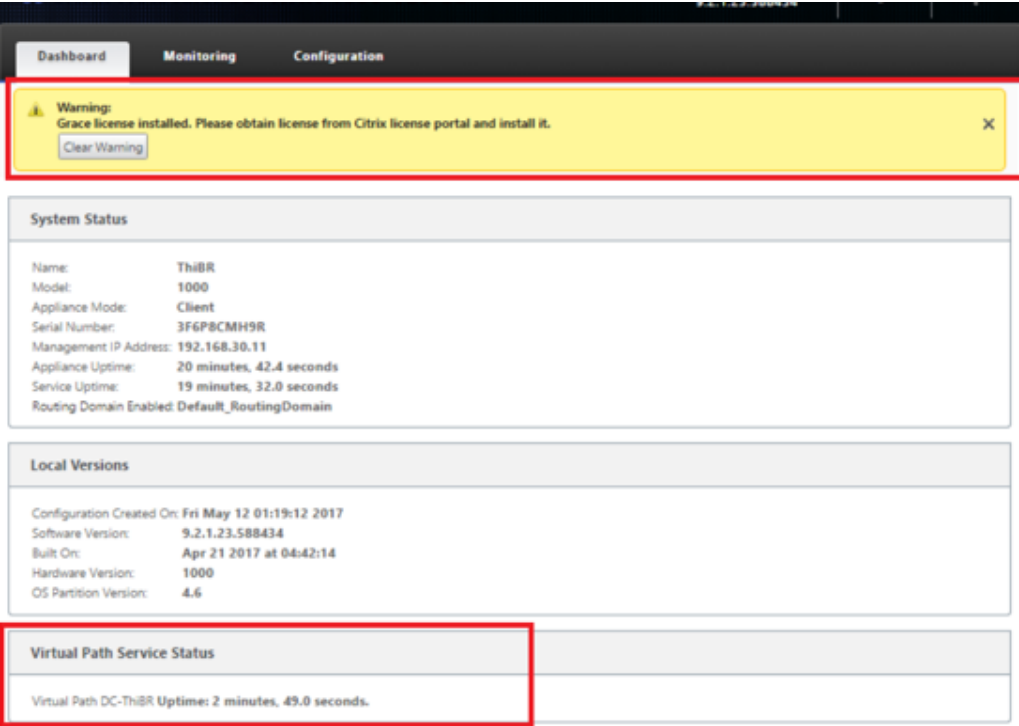 9.2.1.23.588434
Dashboard Monitoring Configuration
Warning:
Grace license installed. Please obtain license from Citrix license portal and install it.
Clear Warning
System Status
Name: ThiBR
Model: 1000
Appliance Mode: Client
Serial Number: 3F6P8CMH9R
Management IP Address: 192.168.30.11
Appliance Uptime: 20 minutes, 42.4 seconds
Service Uptime: 19 minutes, 32.0 seconds
Routing Domain Enabled: Default_RoutingDomain
Local Versions
Configuration Created On: Fri May 12 01:19:12 2017
Software Version: 9.2.1.23.588434
Built On: Apr 21 2017 at 04:42:14
Hardware Version: 1000
OS Partition Version: 4.6
Virtual Path Service Status
Virtual Path DC-ThiBR Uptime: 2 minutes, 49.0 seconds.